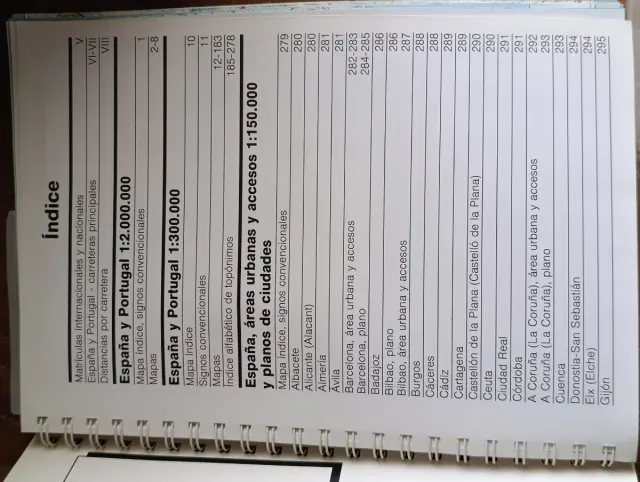 Índice
Matrículas internacionales y nacionales V
España y Portugal - carreteras principales VI-VII
Distancias por carretera VIII
España y Portugal 1:2.000.000
Mapa índice, signos convencionales 1
Mapas 2-8
España y Portugal 1:300.000
Mapa índice 10
Signos convencionales 11
Mapas 12-183
Índice alfabético de topónimos 185-278
España, áreas urbanas y accesos 1:150.000
y planos de ciudades
Mapa índice, signos convencionales 279
Albacete 280
Alicante (Alacant) 280
Almería 281
Ávila 281
Barcelona, área urbana y accesos 282-283
Barcelona, plano 284-285
Badajoz 286
Bilbao, plano 286
Bilbao, área urbana y accesos 287
Burgos 288
Cáceres 288
Cádiz 289
Cartagena 289
Castellón de la Plana (Castelló de la Plana) 290
Ceuta 290
Ciudad Real 291
Córdoba 291
A Coruña (La Coruña), área urbana y accesos 292
A Coruña (La Coruña), plano 293
Cuenca 293
Donostia-San Sebastián 294
Elx (Elche) 294
Gijón 295